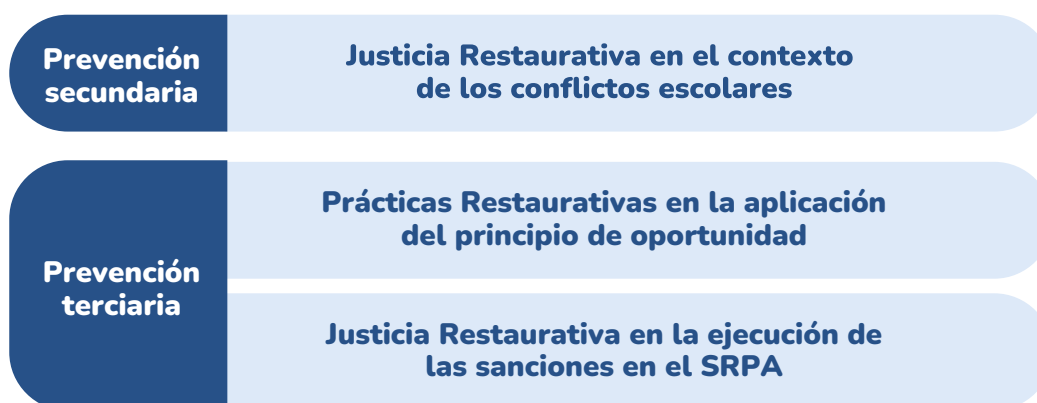 Prevención
secundaria
Justicia Restaurativa en el contexto
de los conflictos escolares
Prevención
terciaria
Prácticas Restaurativas en la aplicación
del principio de oportunidad
Justicia Restaurativa en la ejecución de
las sanciones en el SRPA